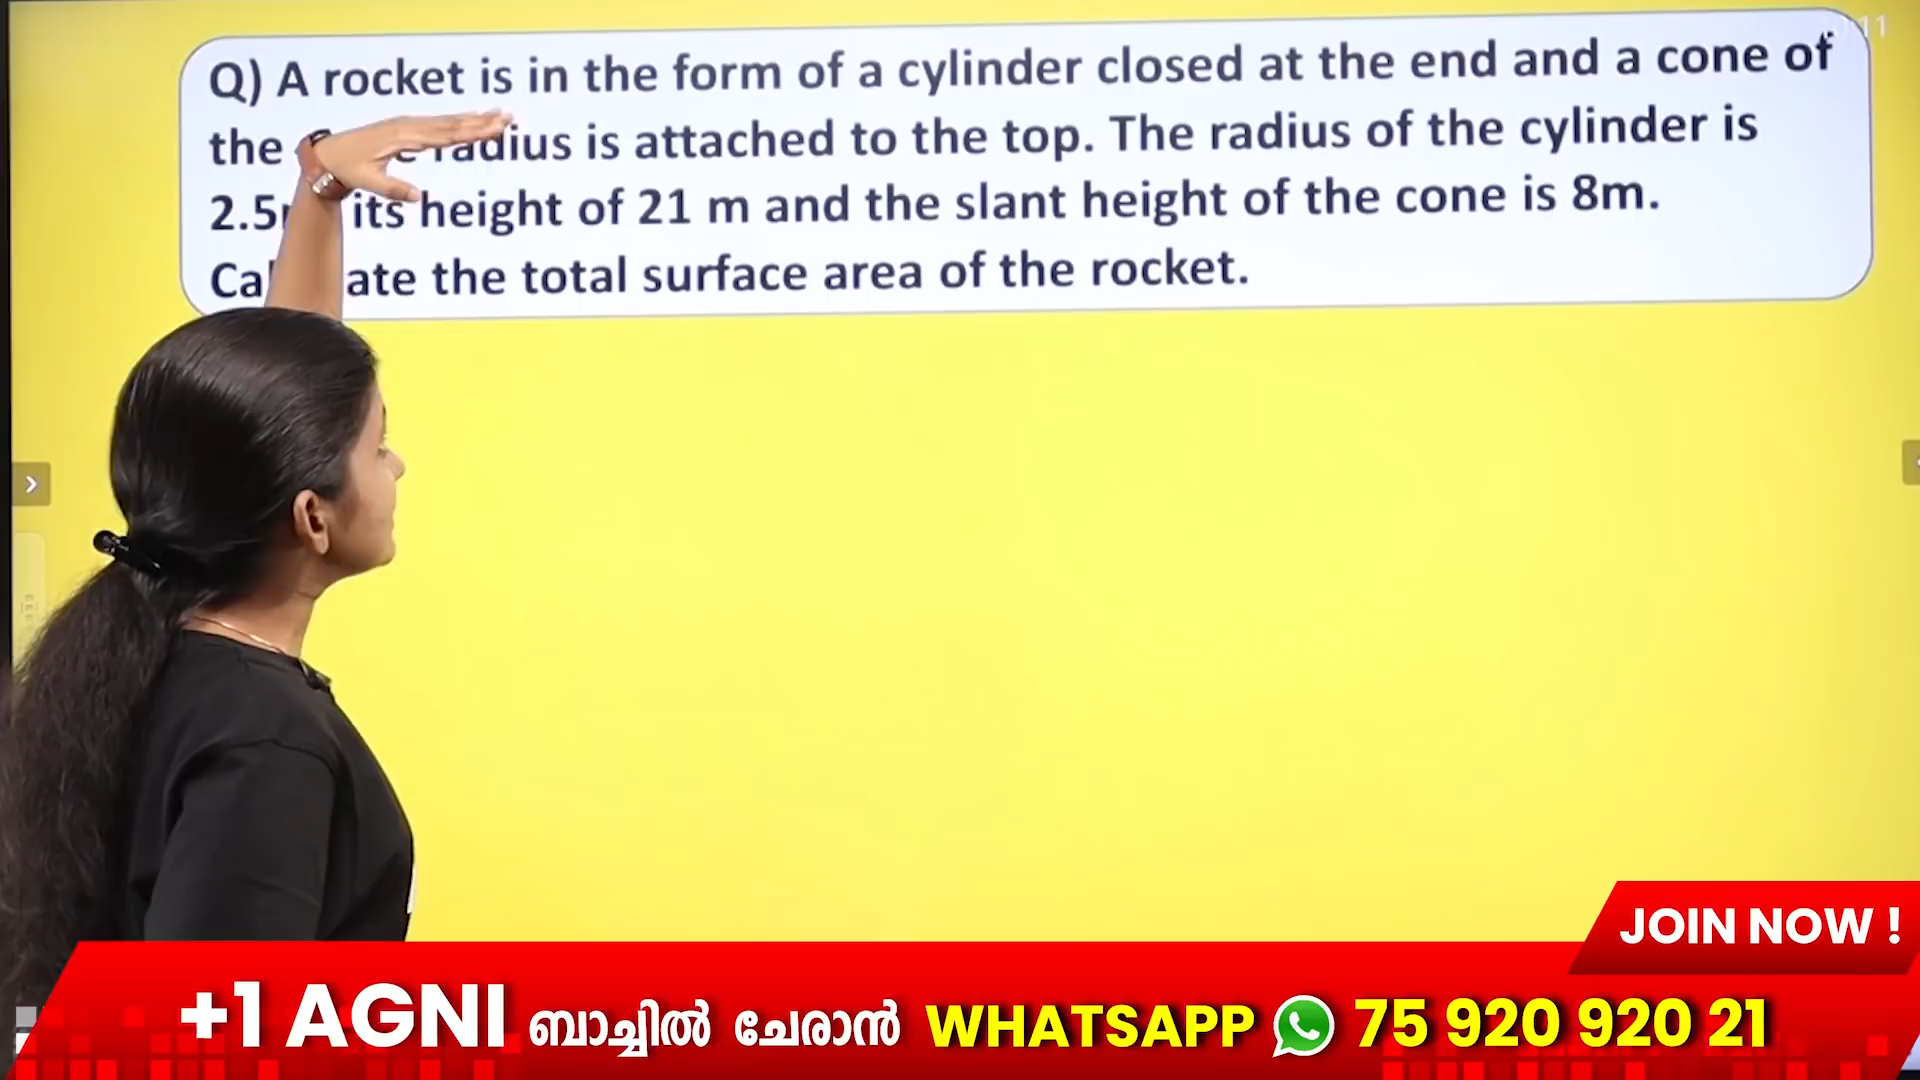 Q) A rocket is in the form of a cylinder closed at the end and a cone of
the radius is attached to the top. The radius of the cylinder is
2.5 its height of 21 m and the slant height of the cone is 8m.
the total surface area of the rocket.
JOIN NOW !
+1 AGNI ബാച്ചിൽ ചേരാൻ WHATSAPP 75 920 920 21